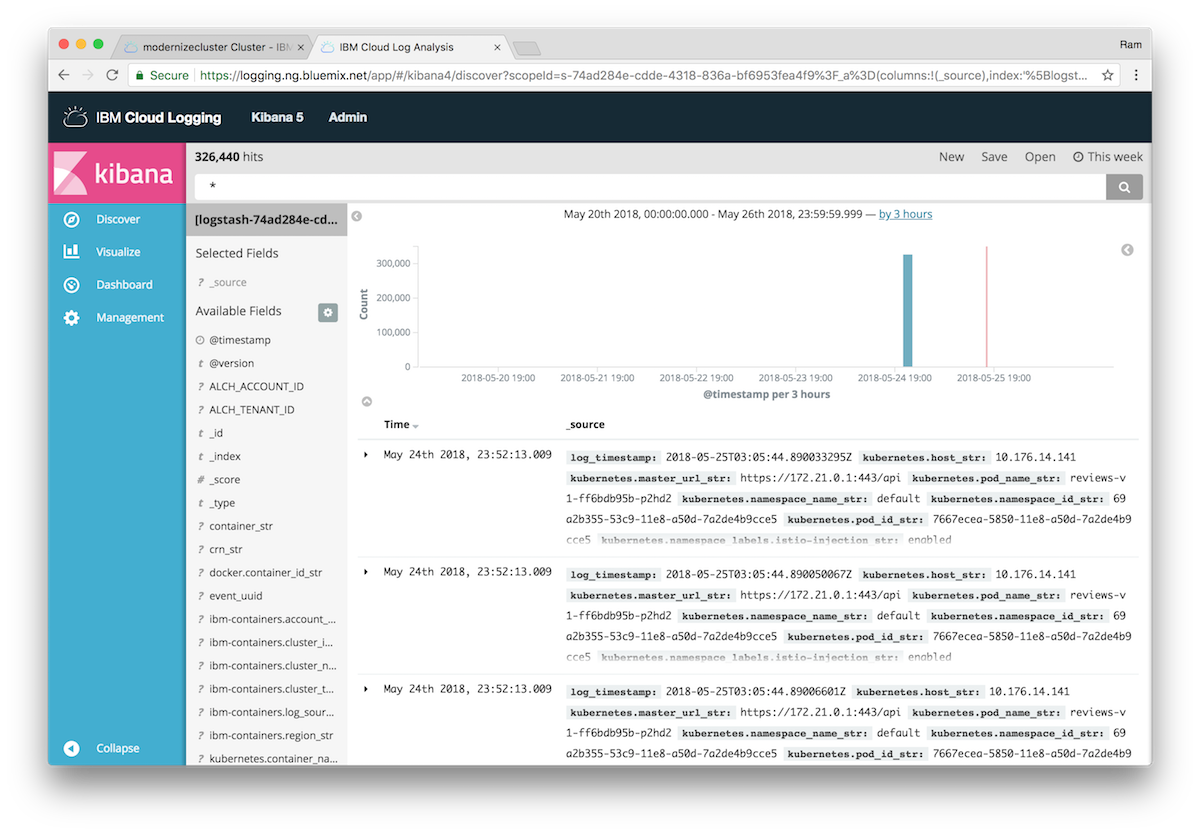 modernizecluster Cluster - IBM
IBM Cloud Log Analysis
Ram
Secure
https://logging.ng.bluemix.net/app/#/kibana4/discover?scopeId=s-74ad284e-cdde-4318-836a-bf6953fea4f9%3F_a%3D(columns:!(_source),index:'%5Blogst...
IBM Cloud Logging
Kibana 5
Admin
kibana
Discover
Visualize
Dashboard
Management
Collapse
326,440 hits
New
Save
Open
This week
*
[logstash-74ad284e-cd...
Selected Fields
? _source
Available Fields
@timestamp
t @version
? ALCH_ACCOUNT_ID
? ALCH_TENANT_ID
t _id
t _index
# _score
t _type
? container_str
? crn_str
? docker.container_id_str
? event_uuid
? ibm-containers.account_...
? ibm-containers.cluster_i...
? ibm-containers.cluster_n...
? ibm-containers.cluster_t...
? ibm-containers.log_sour...
? ibm-containers.region_str
? kubernetes.container_na...
May 20th 2018, 00:00:00.000 - May 26th 2018, 23:59:59.999 — by 3 hours
Count
300,000
200,000
100,000
0
2018-05-20 19:00
2018-05-21 19:00
2018-05-22 19:00
2018-05-23 19:00
2018-05-24 19:00
2018-05-25 19:00
@timestamp per 3 hours
Time
_source
May 24th 2018, 23:52:13.009
log_timestamp: 2018-05-25T03:05:44.890033295Z kubernetes.host_str: 10.176.14.141
kubernetes.master_url_str: https://172.21.0.1:443/api kubernetes.pod_name_str: reviews-v
1-ff6bdb95b-p2hd2 kubernetes.namespace_name_str: default kubernetes.namespace_id_str: 69
a2b355-53c9-11e8-a50d-7a2de4b9cce5 kubernetes.pod_id_str: 7667ecea-5850-11e8-a50d-7a2de4b9
cce5 kubernetes.namespace_labels.istio-injection_str: enabled
May 24th 2018, 23:52:13.009
log_timestamp: 2018-05-25T03:05:44.890050067Z kubernetes.host_str: 10.176.14.141
kubernetes.master_url_str: https://172.21.0.1:443/api kubernetes.pod_name_str: reviews-v
1-ff6bdb95b-p2hd2 kubernetes.namespace_name_str: default kubernetes.namespace_id_str: 69
a2b355-53c9-11e8-a50d-7a2de4b9cce5 kubernetes.pod_id_str: 7667ecea-5850-11e8-a50d-7a2de4b9
cce5 kubernetes.namespace_labels.istio-injection_str: enabled
May 24th 2018, 23:52:13.009
log_timestamp: 2018-05-25T03:05:44.89006601Z kubernetes.host_str: 10.176.14.141
kubernetes.master_url_str: https://172.21.0.1:443/api kubernetes.pod_name_str: reviews-v
1-ff6bdb95b-p2hd2 kubernetes.namespace_name_str: default kubernetes.namespace_id_str: 69
a2b355-53c9-11e8-a50d-7a2de4b9cce5 kubernetes.pod_id_str: 7667ecea-5850-11e8-a50d-7a2de4b9